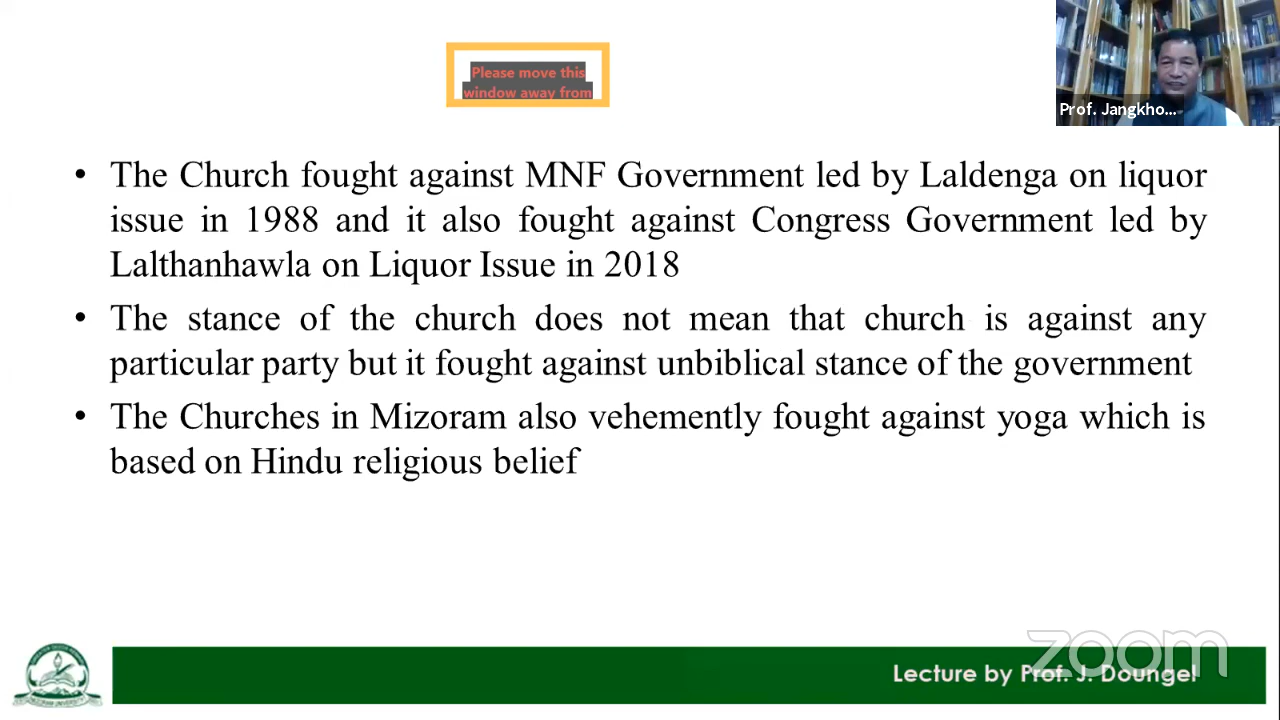 Please move this
window away from
Prof. Jangkho...
• The Church fought against MNF Government led by Laldenga on liquor
issue in 1988 and it also fought against Congress Government led by
Lalthanhawla on Liquor Issue in 2018
• The stance of the church does not mean that church is against any
particular party but it fought against unbiblical stance of the government
• The Churches in Mizoram also vehemently fought against yoga which is
based on Hindu religious belief
zoom
Lecture by Prof. J. Doungel